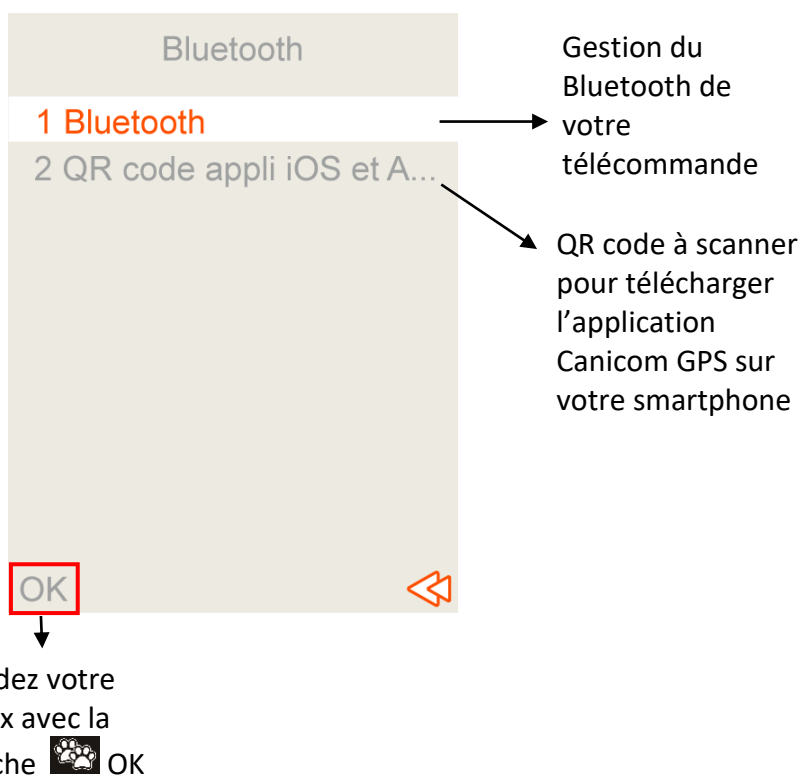 Bluetooth
1 Bluetooth
2 QR code appli iOS et A...
OK
Gestion du
Bluetooth de
votre
télécommande
QR code à scanner
pour télécharger
l’application
Canicom GPS sur
votre smartphone
dez votre
x avec la
che OK